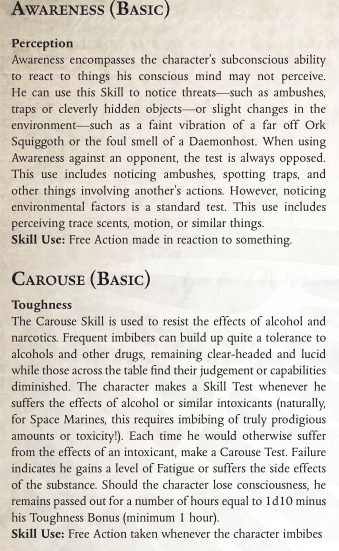 Awareness (Basic)
Perception
Awareness encompasses the character's subconscious ability
to react to things his conscious mind may not perceive.
He can use this Skill to notice threats—such as ambushes,
traps or cleverly hidden objects—or slight changes in the
environment—such as a faint vibration of a far off Ork
Squiggoth or the foul smell of a Daemonhost. When using
Awareness against an opponent, the test is always opposed.
This use includes noticing ambushes, spotting traps, and
other things involving another's actions. However, noticing
environmental factors is a standard test. This use includes
perceiving trace scents, motion, or similar things.
Skill Use: Free Action made in reaction to something.
Carouse (Basic)
Toughness
The Carouse Skill is used to resist the effects of alcohol and
narcotics. Frequent imbibers can build up quite a tolerance to
alcohols and other drugs, remaining clear-headed and lucid
while those across the table find their judgement or capabilities
diminished. The character makes a Skill Test whenever he
suffers the effects of alcohol or similar intoxicants (naturally,
for Space Marines, this requires imbibing of truly prodigious
amounts or toxicity!). Each time he would otherwise suffer
from the effects of an intoxicant, make a Carouse Test. Failure
indicates he gains a level of Fatigue or suffers the side effects
of the substance. Should the character lose consciousness, he
remains passed out for a number of hours equal to 1d10 minus
his Toughness Bonus (minimum 1 hour).
Skill Use: Free Action taken whenever the character imbibes